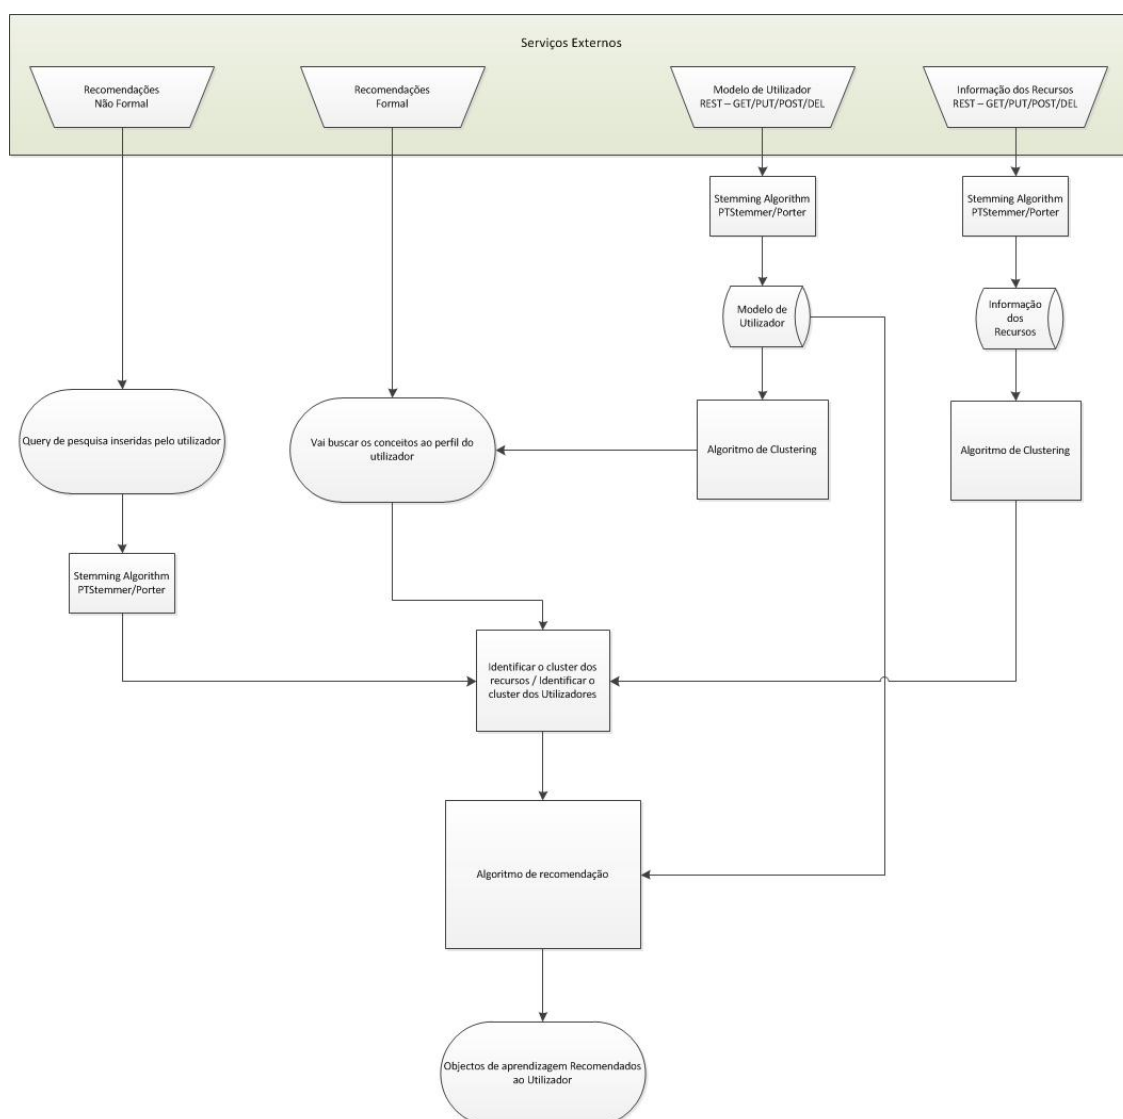 Serviços Externos
Recomendações
Não Formal
Recomendações
Formal
Modelo de Utilizador
REST – GET/PUT/POST/DEL
Informação dos Recursos
REST – GET/PUT/POST/DEL
Stemming Algorithm
PTStemmer/Porter
Stemming Algorithm
PTStemmer/Porter
Modelo de
Utilizador
Informação
dos
Recursos
Query de pesquisa inseridas pelo utilizador
Vai buscar os conceitos ao perfil do
utilizador
Algoritmo de Clustering
Algoritmo de Clustering
Stemming Algorithm
PTStemmer/Porter
Identificar o cluster dos
recursos / Identificar o
cluster dos Utilizadores
Algoritmo de recomendação
Objectos de aprendizagem Recomendados
ao Utilizador